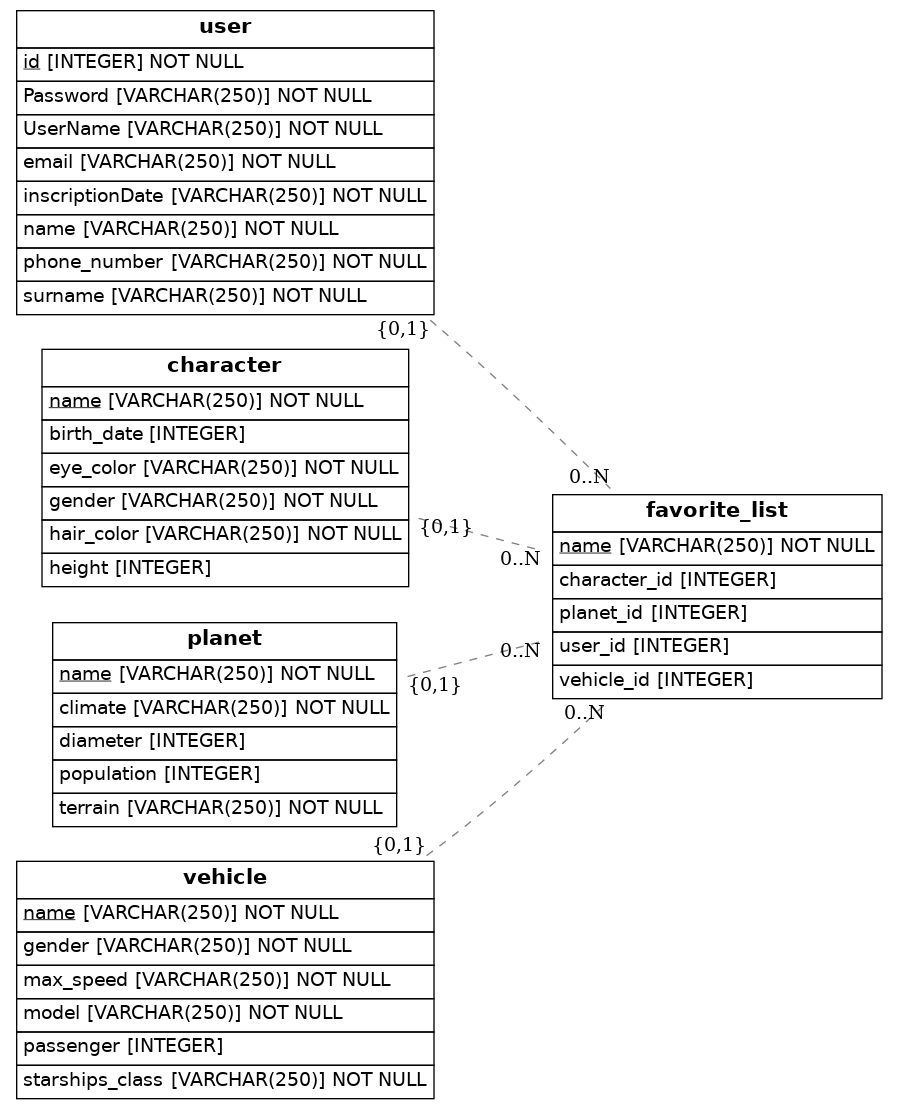 user
id [INTEGER] NOT NULL
Password [VARCHAR(250)] NOT NULL
UserName [VARCHAR(250)] NOT NULL
email [VARCHAR(250)] NOT NULL
inscriptionDate [VARCHAR(250)] NOT NULL
name [VARCHAR(250)] NOT NULL
phone_number [VARCHAR(250)] NOT NULL
surname [VARCHAR(250)] NOT NULL
{0,1}
character
name [VARCHAR(250)] NOT NULL
birth_date [INTEGER]
eye_color [VARCHAR(250)] NOT NULL
gender [VARCHAR(250)] NOT NULL
hair_color [VARCHAR(250)] NOT NULL
height [INTEGER]
{0,1}
planet
name [VARCHAR(250)] NOT NULL
climate [VARCHAR(250)] NOT NULL
diameter [INTEGER]
population [INTEGER]
terrain [VARCHAR(250)] NOT NULL
{0,1}
{0,1}
vehicle
name [VARCHAR(250)] NOT NULL
gender [VARCHAR(250)] NOT NULL
max_speed [VARCHAR(250)] NOT NULL
model [VARCHAR(250)] NOT NULL
passenger [INTEGER]
starships_class [VARCHAR(250)] NOT NULL
0..N
0..N
0..N
0..N
favorite_list
name [VARCHAR(250)] NOT NULL
character_id [INTEGER]
planet_id [INTEGER]
user_id [INTEGER]
vehicle_id [INTEGER]